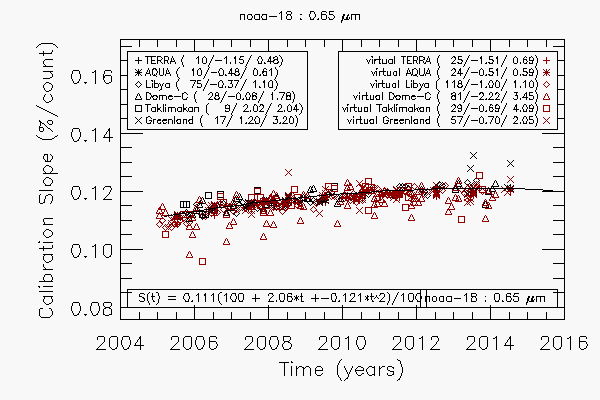 noaa-18 : 0.65 μm
Calibration Slope (%/count)
0.16
0.14
0.12
0.10
0.08
+ TERRA ( 10/-1.15/ 0.48)
✱ AQUA ( 10/-0.48/ 0.61)
◇ Libya ( 75/-0.37/ 1.10)
△ Dome-C ( 28/-0.08/ 1.78)
□ Taklimakan ( 9/ 2.02/ 2.04)
× Greenland ( 17/ 1.20/ 3.20)
virtual TERRA ( 25/-1.51/ 0.69) +
virtual AQUA ( 24/-0.51/ 0.59) ✱
virtual Libya ( 118/-1.00/ 1.10) ◇
virtual Dome-C ( 81/-2.22/ 3.45) △
virtual Taklimakan ( 29/-0.69/ 4.09) □
virtual Greenland ( 57/-0.70/ 2.05) ×
S(t) = 0.111(100 + 2.06*t +-0.121*t^2)/100
noaa-18 : 0.65 μm
2004 2006 2008 2010 2012 2014 2016
Time (years)